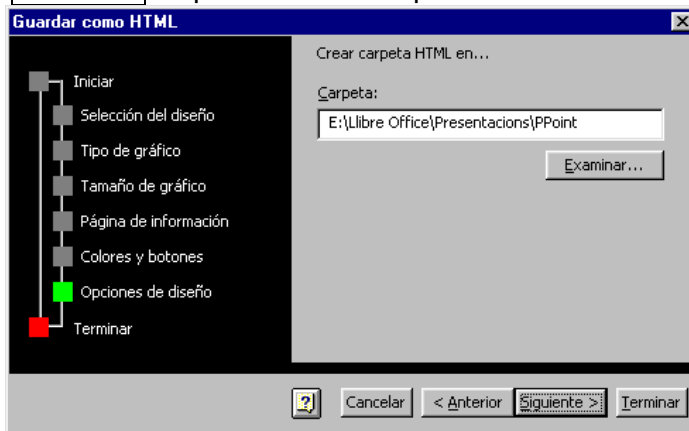 Guardar como HTML
Crear carpeta HTML en...
Iniciar
Carpeta:
Selección del diseño
E:\Llibre Office\Presentacions\PPoint
Tipo de gráfico
Examinar...
Tamaño de gráfico
Página de información
Colores y botones
Opciones de diseño
Terminar
Cancelar
< Anterior
Siguiente >
Terminar